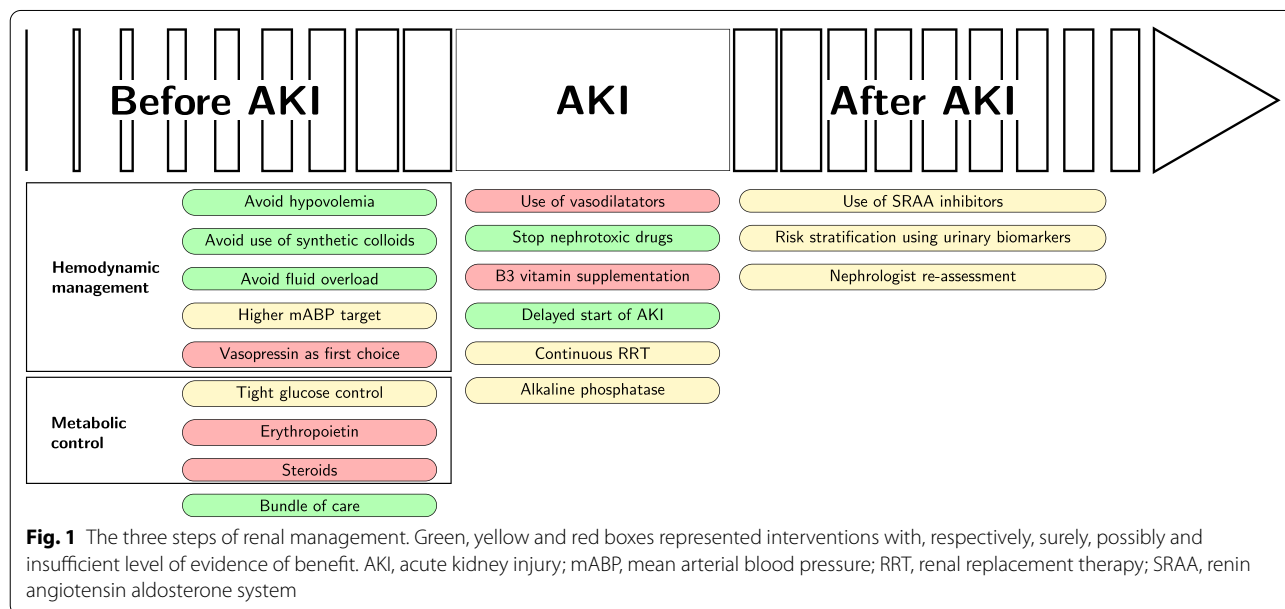 Before AKI
AKI
After AKI
Hemodynamic
management
Avoid hypovolemia
Avoid use of synthetic colloids
Avoid fluid overload
Higher mABP target
Vasopressin as first choice
Metabolic
control
Tight glucose control
Erythropoietin
Steroids
Bundle of care
Use of vasodilatators
Stop nephrotoxic drugs
B3 vitamin supplementation
Delayed start of AKI
Continuous RRT
Alkaline phosphatase
Use of SRAA inhibitors
Risk stratification using urinary biomarkers
Nephrologist re-assessment
Fig. 1 The three steps of renal management. Green, yellow and red boxes represented interventions with, respectively, surely, possibly and
insufficient level of evidence of benefit. AKI, acute kidney injury; mABP, mean arterial blood pressure; RRT, renal replacement therapy; SRAA, renin
angiotensin aldosterone system